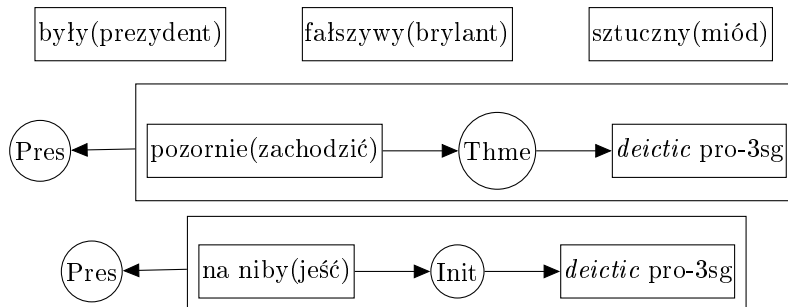 były(prezydent) fałszywy(brylant) sztuczny(miód)
Pres pozornie(zachodzić) Thme deictic pro-3sg
Pres na niby(jeść) Init deictic pro-3sg